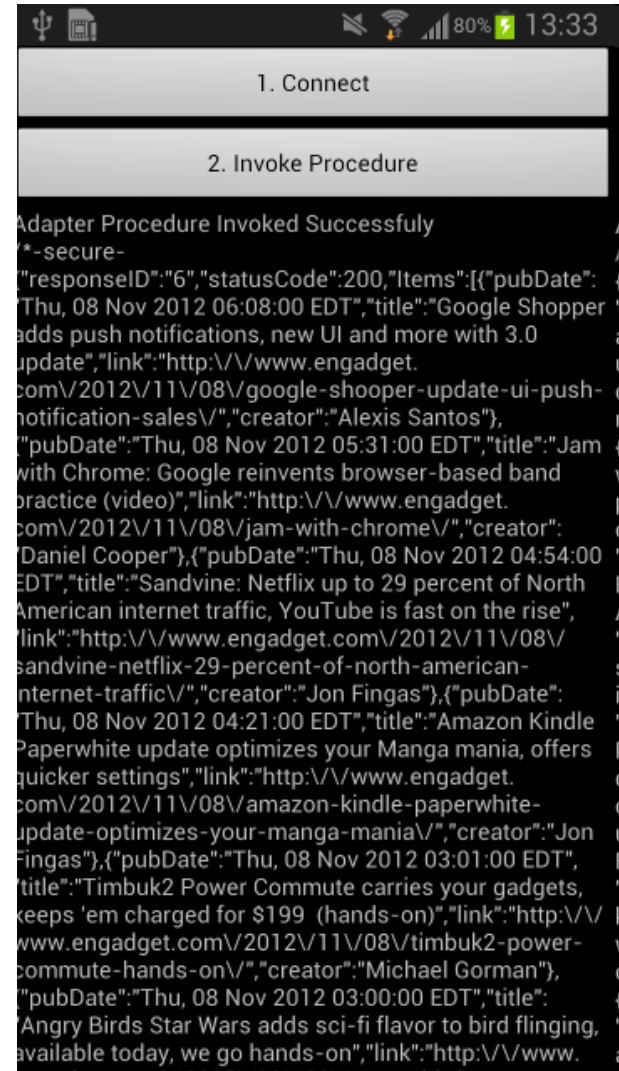 80% 13:33
1. Connect
2. Invoke Procedure
Adapter Procedure Invoked Successfuly
/*-secure-
{"responseID":"6","statusCode":200,"Items":[{"pubDate":
"Thu, 08 Nov 2012 06:08:00 EDT","title":"Google Shopper
adds push notifications, new UI and more with 3.0
update","link":"http:\/\/www.engadget.
com\/2012\/11\/08\/google-shooper-update-ui-push-
notification-sales\/","creator":"Alexis Santos"},
{"pubDate":"Thu, 08 Nov 2012 05:31:00 EDT","title":"Jam
with Chrome: Google reinvents browser-based band
practice (video)","link":"http:\/\/www.engadget.
com\/2012\/11\/08\/jam-with-chrome\/","creator":
"Daniel Cooper"},{"pubDate":"Thu, 08 Nov 2012 04:54:00
EDT","title":"Sandvine: Netflix up to 29 percent of North
American internet traffic, YouTube is fast on the rise",
"link":"http:\/\/www.engadget.com\/2012\/11\/08\/
sandvine-netflix-29-percent-of-north-american-
internet-traffic\/","creator":"Jon Fingas"},{"pubDate":
"Thu, 08 Nov 2012 04:21:00 EDT","title":"Amazon Kindle
Paperwhite update optimizes your Manga mania, offers
quicker settings","link":"http:\/\/www.engadget.
com\/2012\/11\/08\/amazon-kindle-paperwhite-
update-optimizes-your-manga-mania\/","creator":"Jon
Fingas"},{"pubDate":"Thu, 08 Nov 2012 03:01:00 EDT",
"title":"Timbuk2 Power Commute carries your gadgets,
keeps 'em charged for $199  (hands-on)","link":"http:\/\/
www.engadget.com\/2012\/11\/08\/timbuk2-power-
commute-hands-on\/","creator":"Michael Gorman"},
{"pubDate":"Thu, 08 Nov 2012 03:00:00 EDT","title":
"Angry Birds Star Wars adds sci-fi flavor to bird flinging,
available today, we go hands-on","link":"http:\/\/www.